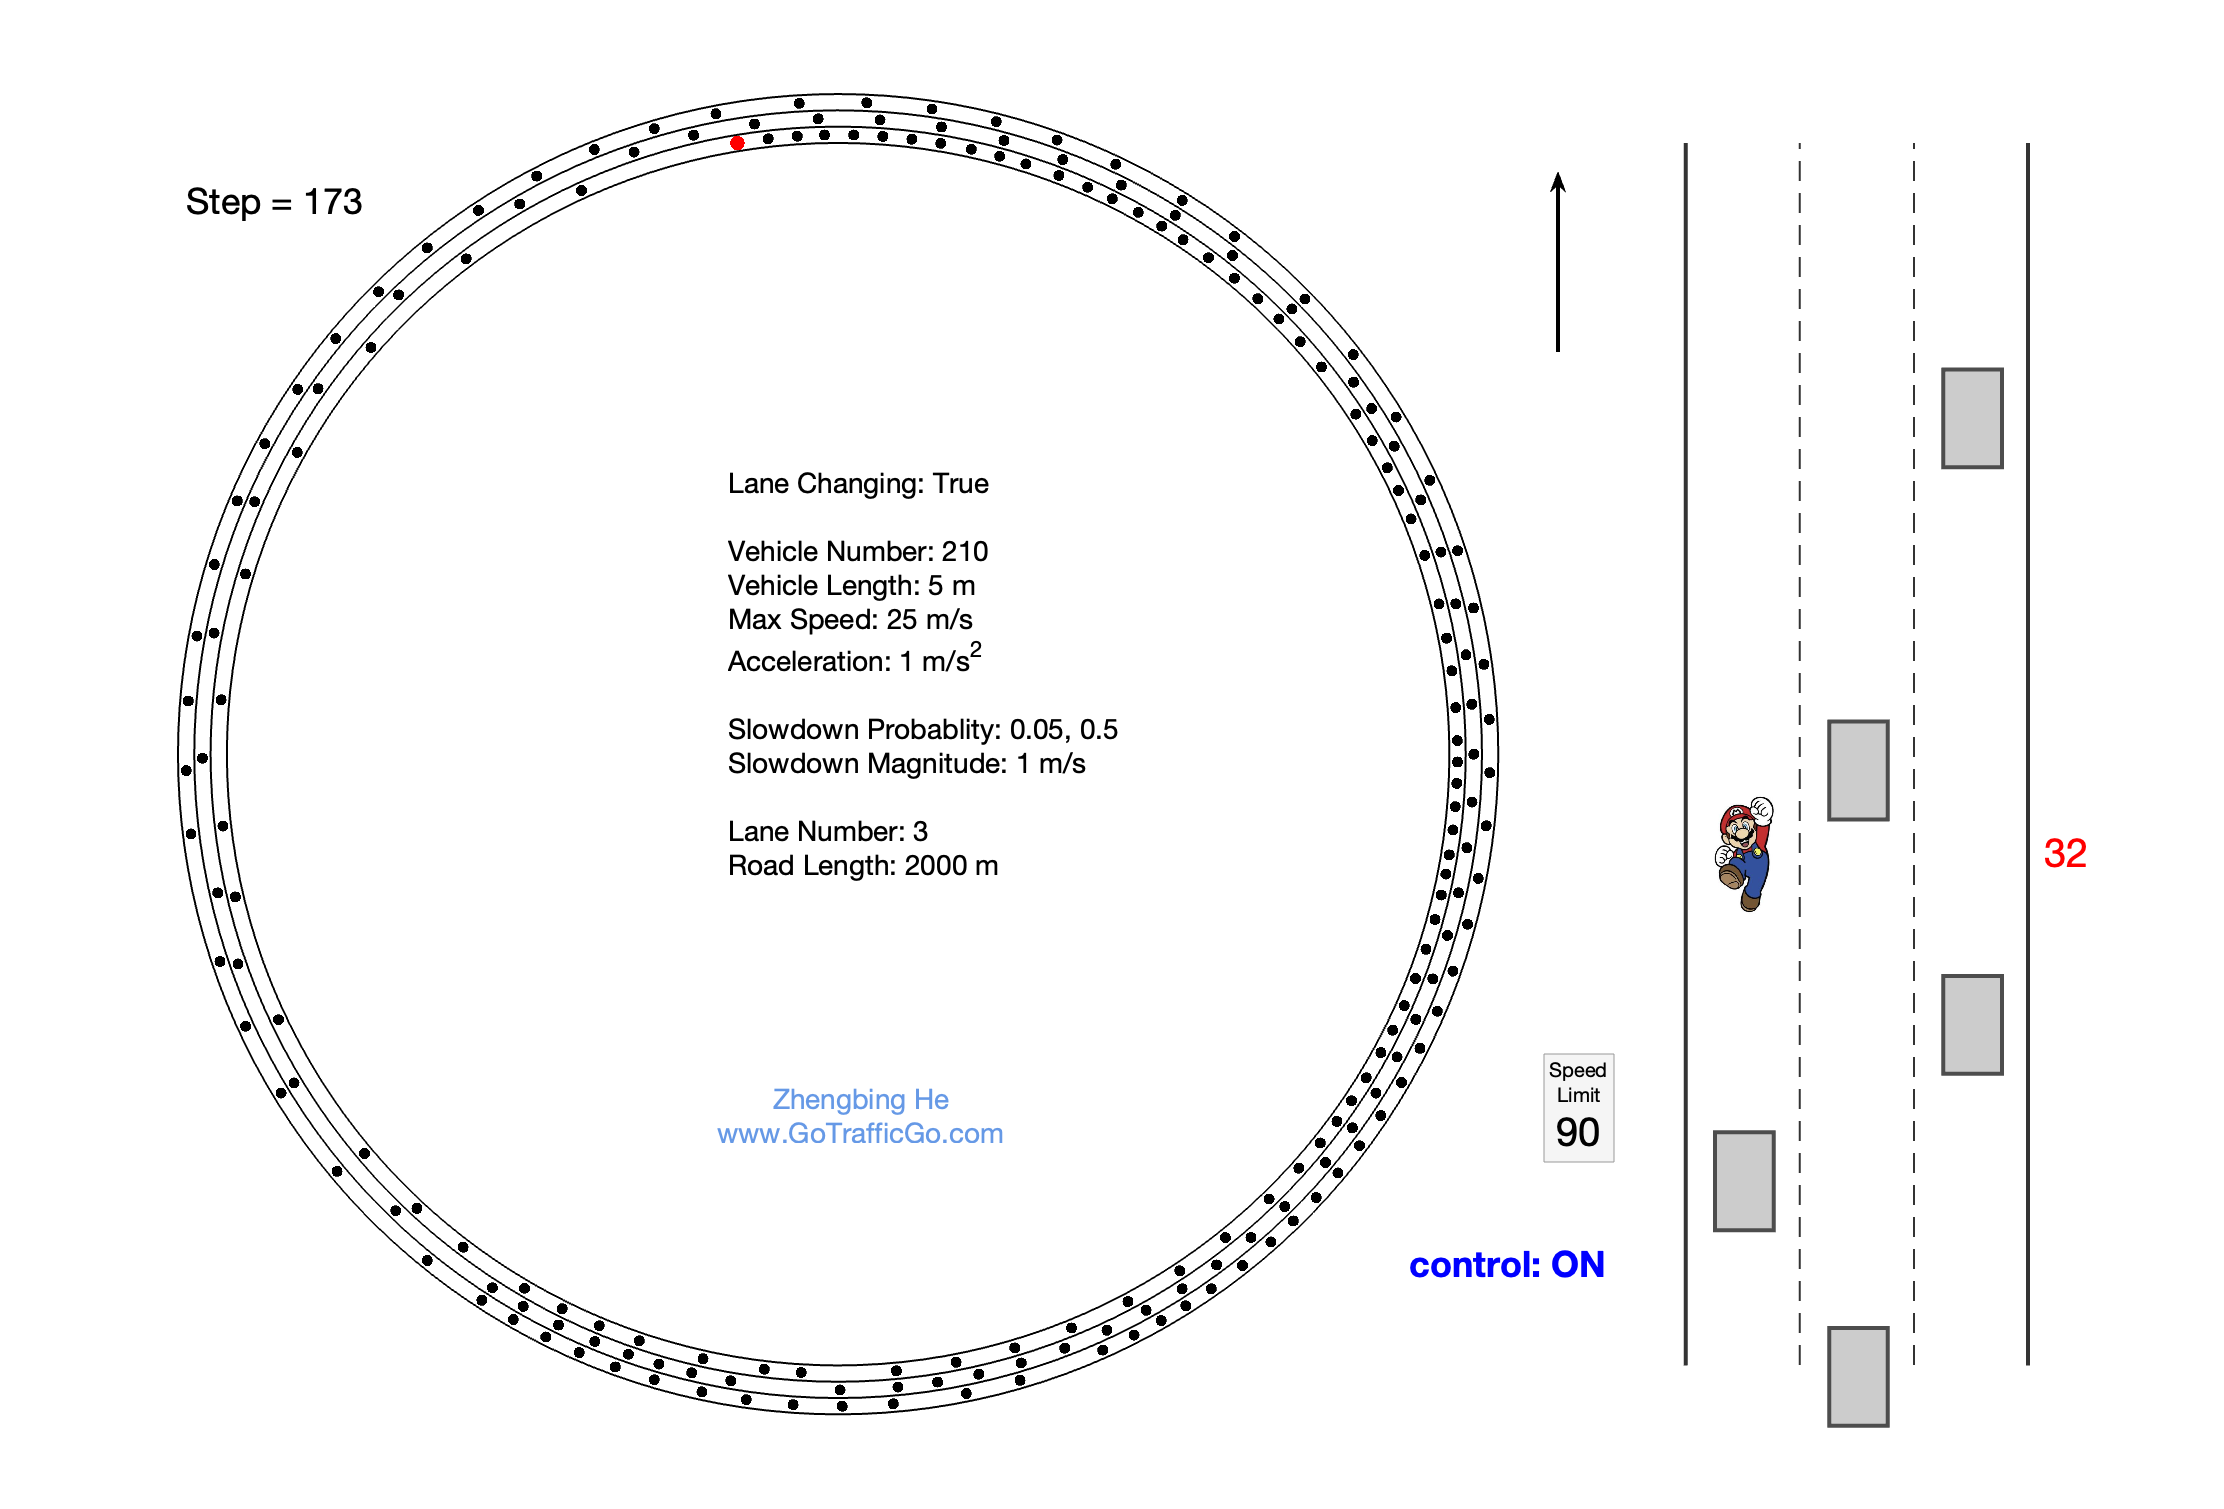 Step = 173
Lane Changing: True
Vehicle Number: 210
Vehicle Length: 5 m
Max Speed: 25 m/s
Acceleration: 1 m/s²
Slowdown Probablity: 0.05, 0.5
Slowdown Magnitude: 1 m/s
Lane Number: 3
Road Length: 2000 m
Zhengbing He
www.GoTrafficGo.com
Speed
Limit
90
control: ON
32